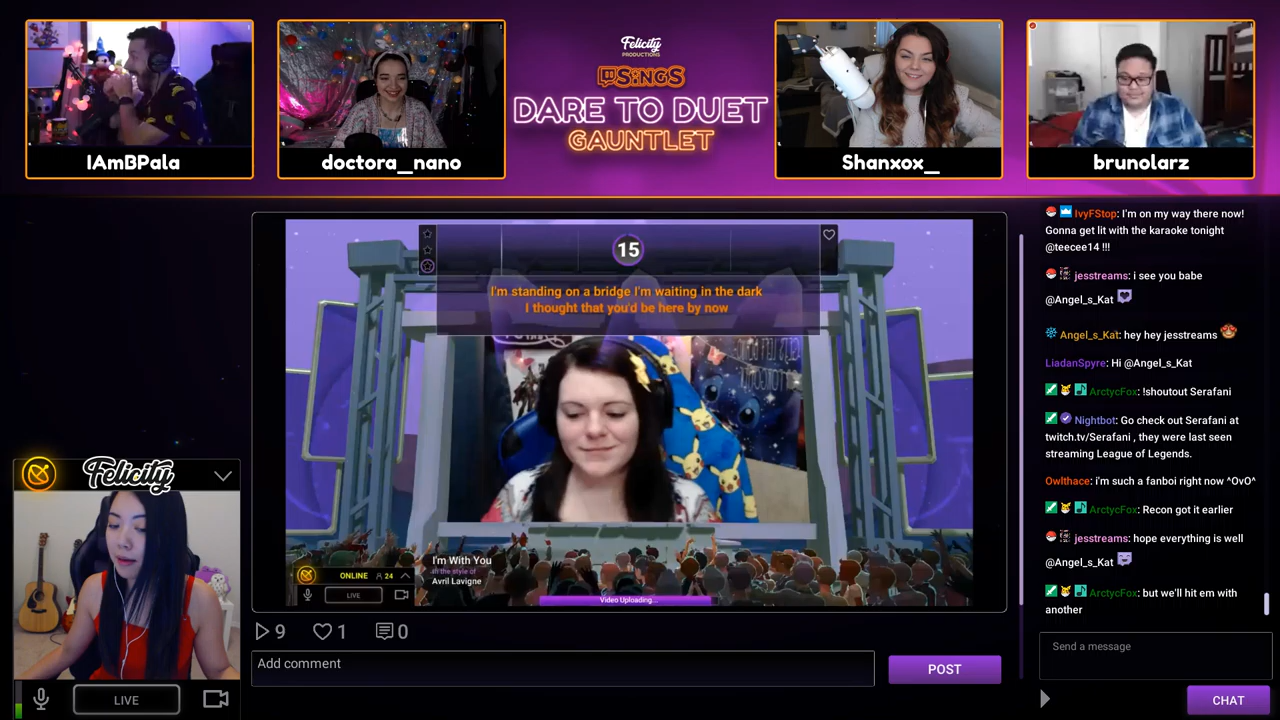 IAmBPala
doctora__nano
Felicity
PRODUCTIONS
SINGS
DARE TO DUET
GAUNTLET
Shanxox_
brunolarz
15
I'm standing on a bridge I'm waiting in the dark
I thought that you'd be here by now
I'm With You
in the style of
Avril Lavigne
ONLINE 24
LIVE
Video Uploading...
9 1 0
Add comment
POST
Felicity
LIVE
IvyFStop: I'm on my way there now!
Gonna get lit with the karaoke tonight
@teecee14 !!!
jesstreams: i see you babe
@Angel_s_Kat
Angel_s_Kat: hey hey jesstreams
LiadanSpyre: Hi @Angel_s_Kat
ArctycFox: !shoutout Serafani
Nightbot: Go check out Serafani at
twitch.tv/Serafani , they were last seen
streaming League of Legends.
Owlthace: i'm such a fanboi right now ^OvO^
ArctycFox: Recon got it earlier
jesstreams: hope everything is well
@Angel_s_Kat
ArctycFox: but we'll hit em with
another
Send a message
CHAT